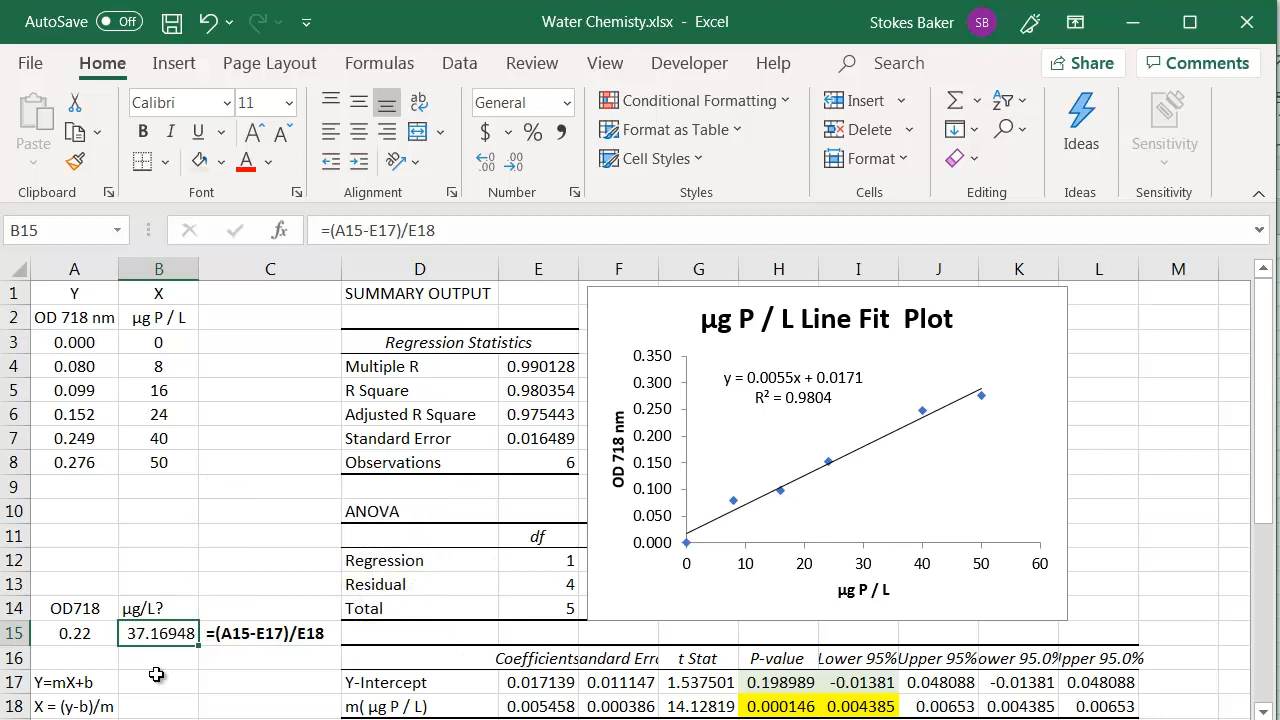 AutoSave Off Water Chemisty.xlsx - Excel Stokes Baker SB
File Home Insert Page Layout Formulas Data Review View Developer Help Search Share Comments
Calibri 11 General Conditional Formatting Insert
Paste B I U $ % Format as Table Delete Ideas Sensitivity
Cell Styles Format
Clipboard Font Alignment Number Styles Cells Editing Ideas Sensitivity
B15 fx =(A15-E17)/E18
A B C D E F G H I J K L M
1 Y X SUMMARY OUTPUT
2 OD 718 nm µg P / L
3 0.000 0 Regression Statistics
4 0.080 8 Multiple R 0.990128
5 0.099 16 R Square 0.980354
6 0.152 24 Adjusted R Square 0.975443
7 0.249 40 Standard Error 0.016489
8 0.276 50 Observations 6
9
10 ANOVA
11 df
12 Regression 1
13 Residual 4
14 OD718 µg/L? Total 5
15 0.22 37.16948 =(A15-E17)/E18
16 Coefficients andard Erro t Stat P-value Lower 95% Upper 95% ower 95.0% Upper 95.0%
17 Y=mX+b Y-Intercept 0.017139 0.011147 1.537501 0.198989 -0.01381 0.048088 -0.01381 0.048088
18 X = (y-b)/m m( µg P / L) 0.005458 0.000386 14.12819 0.000146 0.004385 0.00653 0.004385 0.00653
µg P / L Line Fit Plot
y = 0.0055x + 0.0171
R² = 0.9804
OD 718 nm
0.350
0.300
0.250
0.200
0.150
0.100
0.050
0.000
0 10 20 30 40 50 60
µg P / L